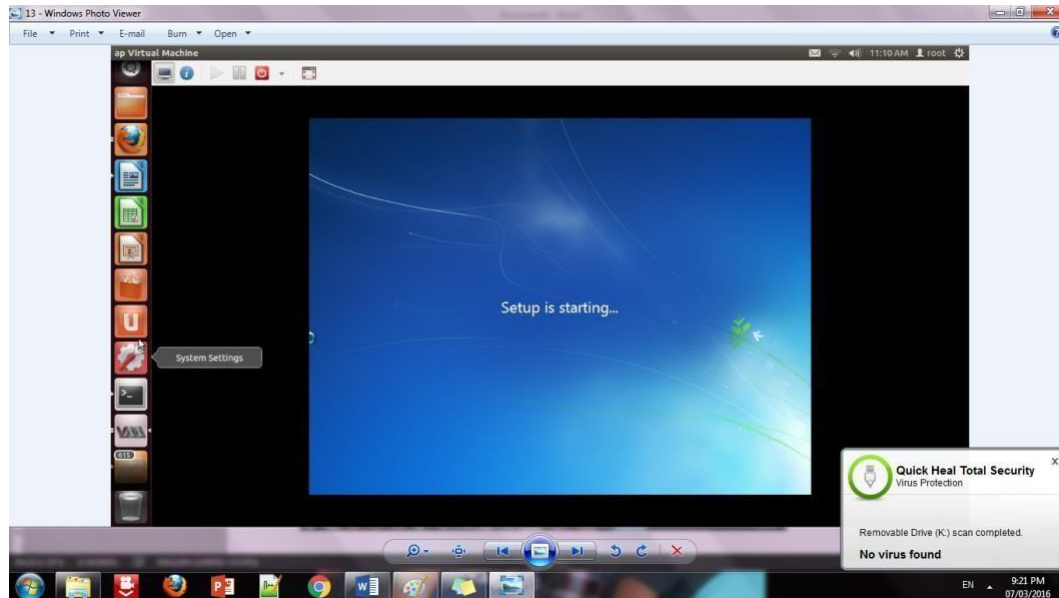 13 - Windows Photo Viewer
File Print E-mail Burn Open
ap Virtual Machine
11:10 AM root
Setup is starting...
System Settings
615
Quick Heal Total Security
Virus Protection
Removable Drive (K:) scan completed.
No virus found
EN
9:21 PM
07/03/2016